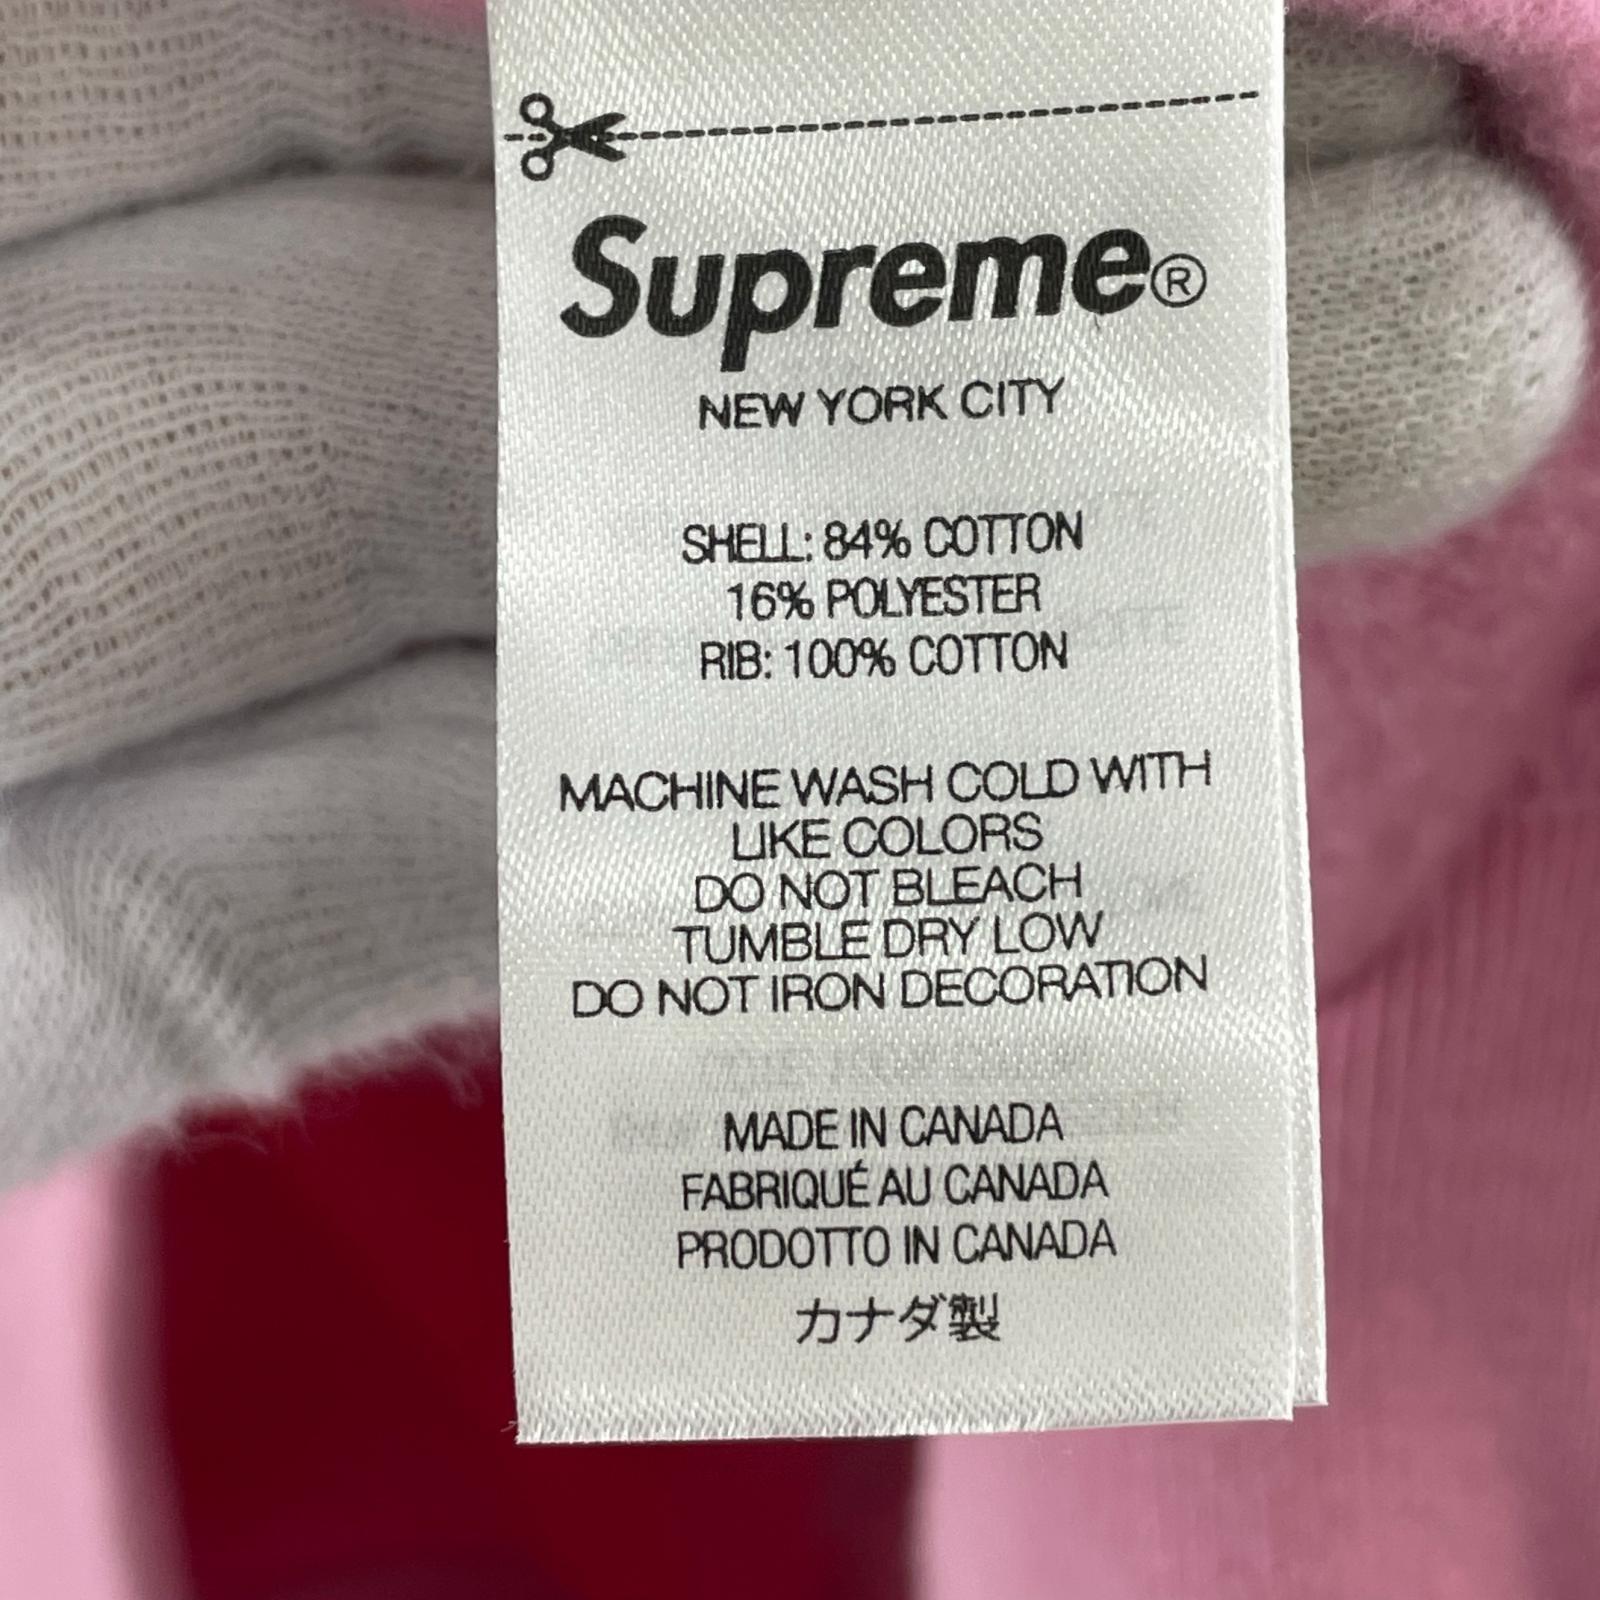 Supreme®
NEW YORK CITY
SHELL: 84% COTTON
16% POLYESTER
RIB: 100% COTTON
MACHINE WASH COLD WITH
LIKE COLORS
DO NOT BLEACH
TUMBLE DRY LOW
DO NOT IRON DECORATION
MADE IN CANADA
FABRIQUÉ AU CANADA
PRODOTTO IN CANADA
カナダ製